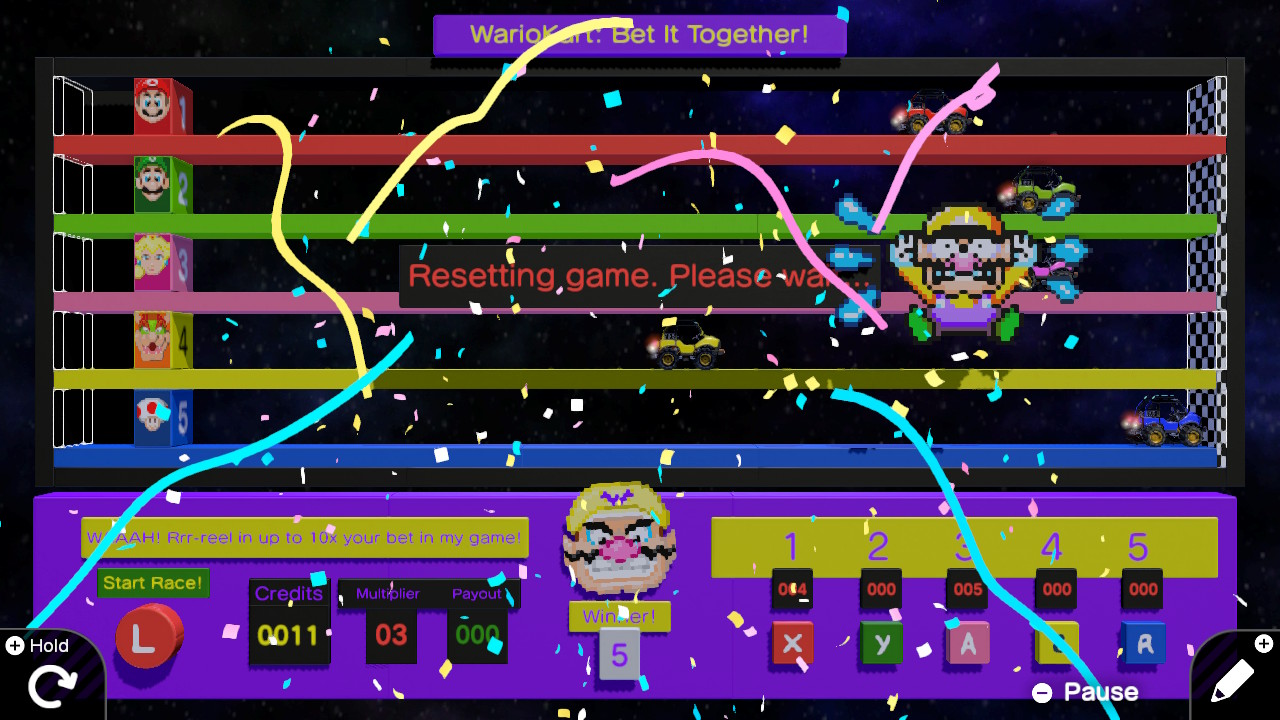 WarioKart: Bet It Together!
1
2
3
4
5
Resetting game. Please wa...
WAAAH! Rrr-reel in up to 10x your bet in my game!
Start Race!
L
Credits
0011
Multiplier
03
Payout
000
Winner!
5
1 2 3 4 5
004 000 005 000 000
X Y A R
Hold
Pause